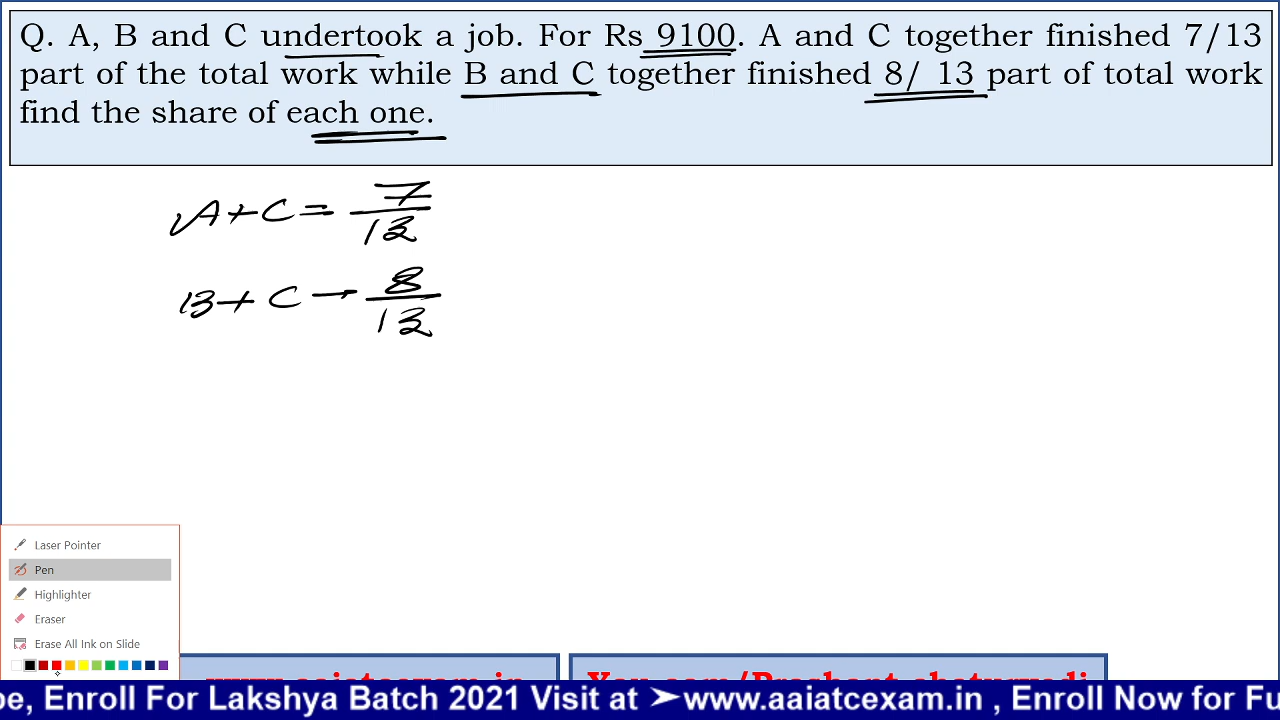 Q. A, B and C undertook a job. For Rs 9100. A and C together finished 7/13
part of the total work while B and C together finished 8/ 13 part of total work
find the share of each one.
A+C = 7/13
B+C → 8/13
Laser Pointer
Pen
Highlighter
Eraser
Erase All Ink on Slide
be, Enroll For Lakshya Batch 2021 Visit at ➤www.aaiatcexam.in , Enroll Now for Fu